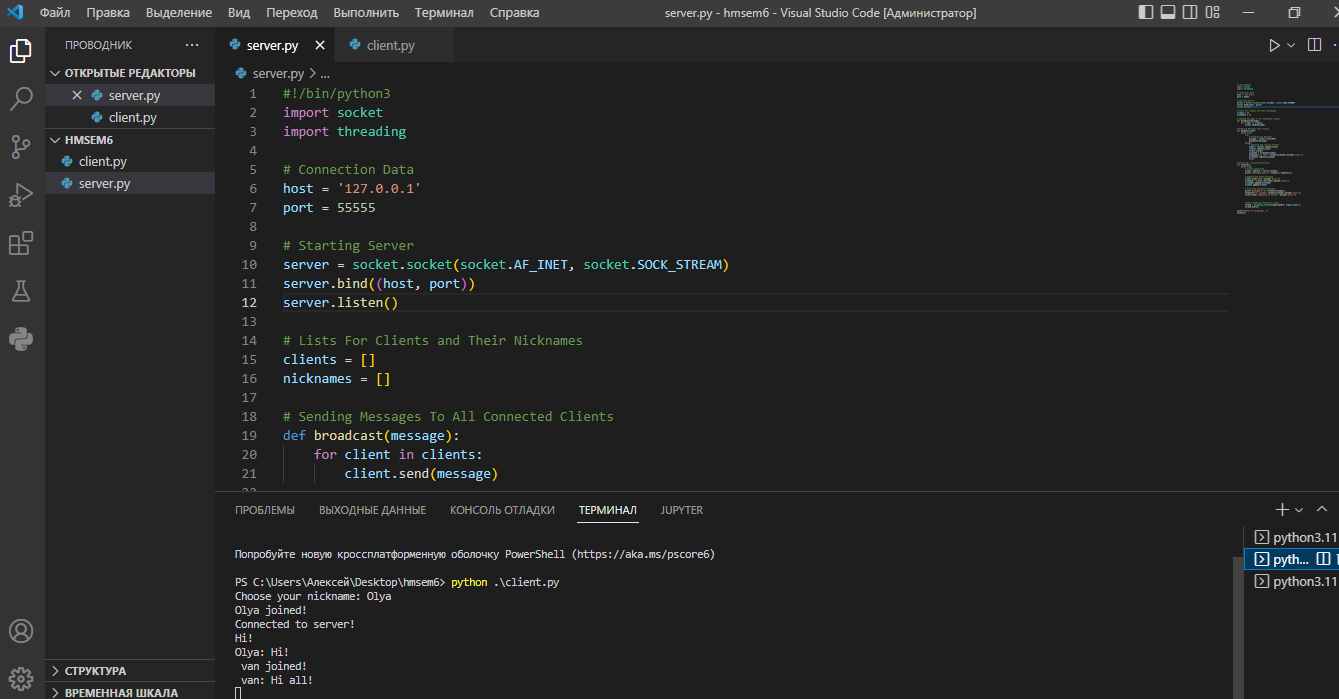 Файл Правка Выделение Вид Переход Выполнить Терминал Справка server.py - hmsem6 - Visual Studio Code [Администратор]
ПРОВОДНИК ...
ОТКРЫТЫЕ РЕДАКТОРЫ
server.py
client.py
HMSEM6
client.py
server.py
СТРУКТУРА
ВРЕМЕННАЯ ШКАЛА
server.py client.py
server.py > ...
1 #!/bin/python3
2 import socket
3 import threading
4
5 # Connection Data
6 host = '127.0.0.1'
7 port = 55555
8
9 # Starting Server
10 server = socket.socket(socket.AF_INET, socket.SOCK_STREAM)
11 server.bind((host, port))
12 server.listen()
13
14 # Lists For Clients and Their Nicknames
15 clients = []
16 nicknames = []
17
18 # Sending Messages To All Connected Clients
19 def broadcast(message):
20 for client in clients:
21 client.send(message)
ПРОБЛЕМЫ ВЫХОДНЫЕ ДАННЫЕ КОНСОЛЬ ОТЛАДКИ ТЕРМИНАЛ JUPYTER
Попробуйте новую кроссплатформенную оболочку PowerShell (https://aka.ms/pscore6)
PS C:\Users\Алексей\Desktop\hmsem6> python .\client.py
Choose your nickname: Olya
Olya joined!
Connected to server!
Hi!
Olya: Hi!
van joined!
van: Hi all!
python3.11
pyth...
python3.11